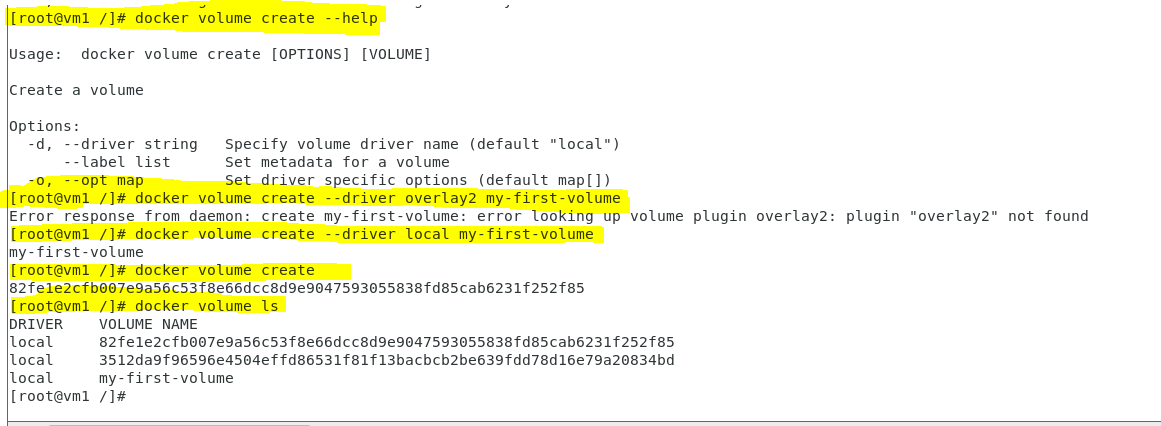 [root@vm1 /]# docker volume create --help
Usage:  docker volume create [OPTIONS] [VOLUME]
Create a volume
Options:
  -d, --driver string   Specify volume driver name (default "local")
      --label list      Set metadata for a volume
  -o, --opt map         Set driver specific options (default map[])
[root@vm1 /]# docker volume create --driver overlay2 my-first-volume
Error response from daemon: create my-first-volume: error looking up volume plugin overlay2: plugin "overlay2" not found
[root@vm1 /]# docker volume create --driver local my-first-volume
my-first-volume
[root@vm1 /]# docker volume create
82fe1e2cfb007e9a56c53f8e66dcc8d9e9047593055838fd85cab6231f252f85
[root@vm1 /]# docker volume ls
DRIVER    VOLUME NAME
local     82fe1e2cfb007e9a56c53f8e66dcc8d9e9047593055838fd85cab6231f252f85
local     3512da9f96596e4504effd86531f81f13bacbcb2be639fdd78d16e79a20834bd
local     my-first-volume
[root@vm1 /]#